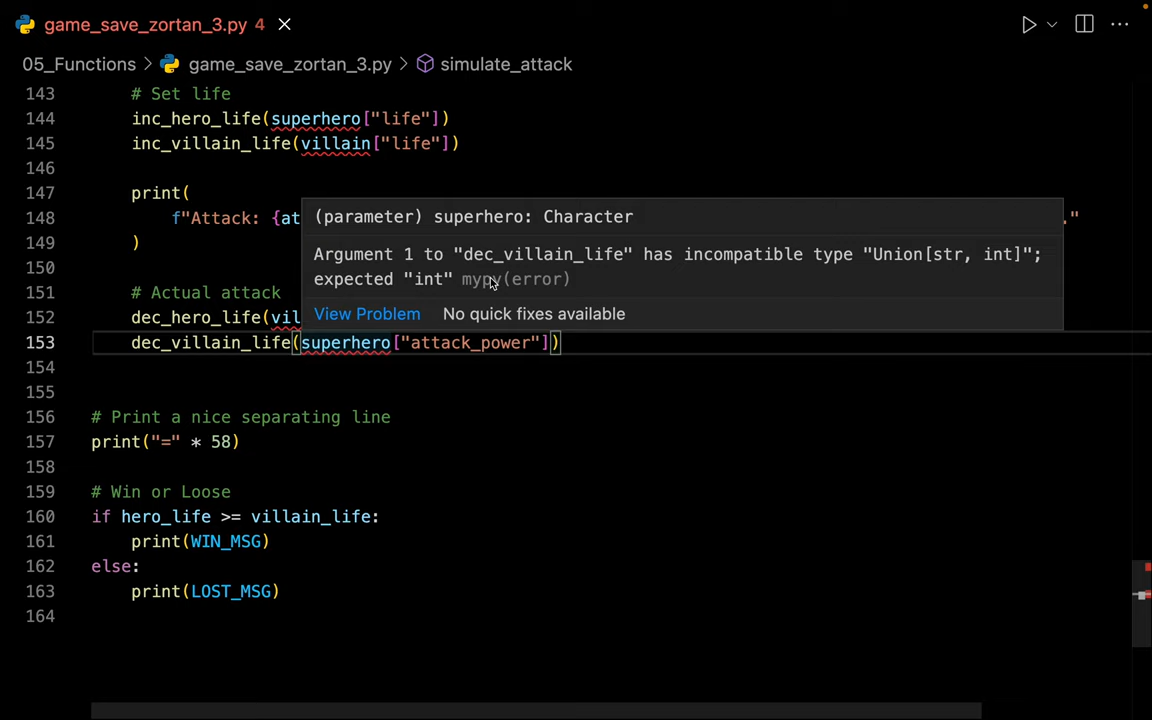 game_save_zortan_3.py 4
05_Functions > game_save_zortan_3.py > simulate_attack
143 # Set life
144 inc_hero_life(superhero["life"])
145 inc_villain_life(villain["life"])
146
147 print(
148 f"Attack: {at ."
149 )
150
151 # Actual attack
152 dec_hero_life(vil
153 dec_villain_life(superhero["attack_power"])
154
155
156 # Print a nice separating line
157 print("=" * 58)
158
159 # Win or Loose
160 if hero_life >= villain_life:
161 print(WIN_MSG)
162 else:
163 print(LOST_MSG)
164
(parameter) superhero: Character
Argument 1 to "dec_villain_life" has incompatible type "Union[str, int]";
expected "int" mypy(error)
View Problem No quick fixes available